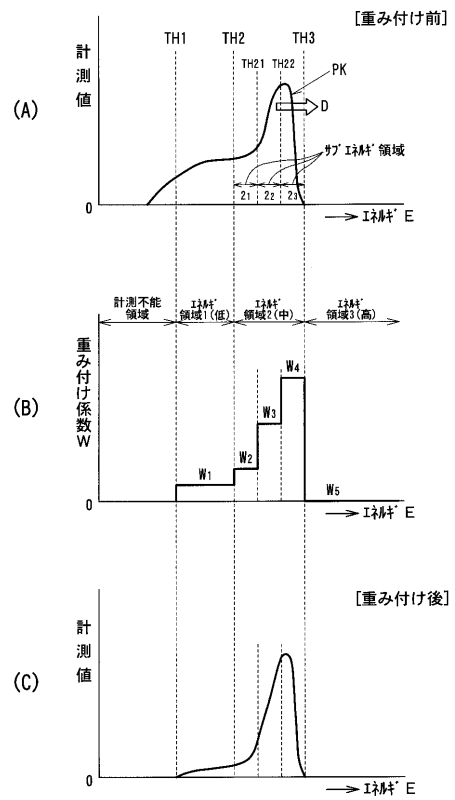 [重み付け前]
TH1 TH2 TH3
TH21 TH22
計測値
PK
(A)
D
サブエネルギ領域
2₁ 2₂ 2₃
0
エネルギ E
計測不能領域
エネルギ領域1(低)
エネルギ領域2(中)
エネルギ領域3(高)
重み付け係数W
(B)
W4
W3
W2
W1
W5
0
エネルギ E
[重み付け後]
計測値
(C)
0
エネルギ E